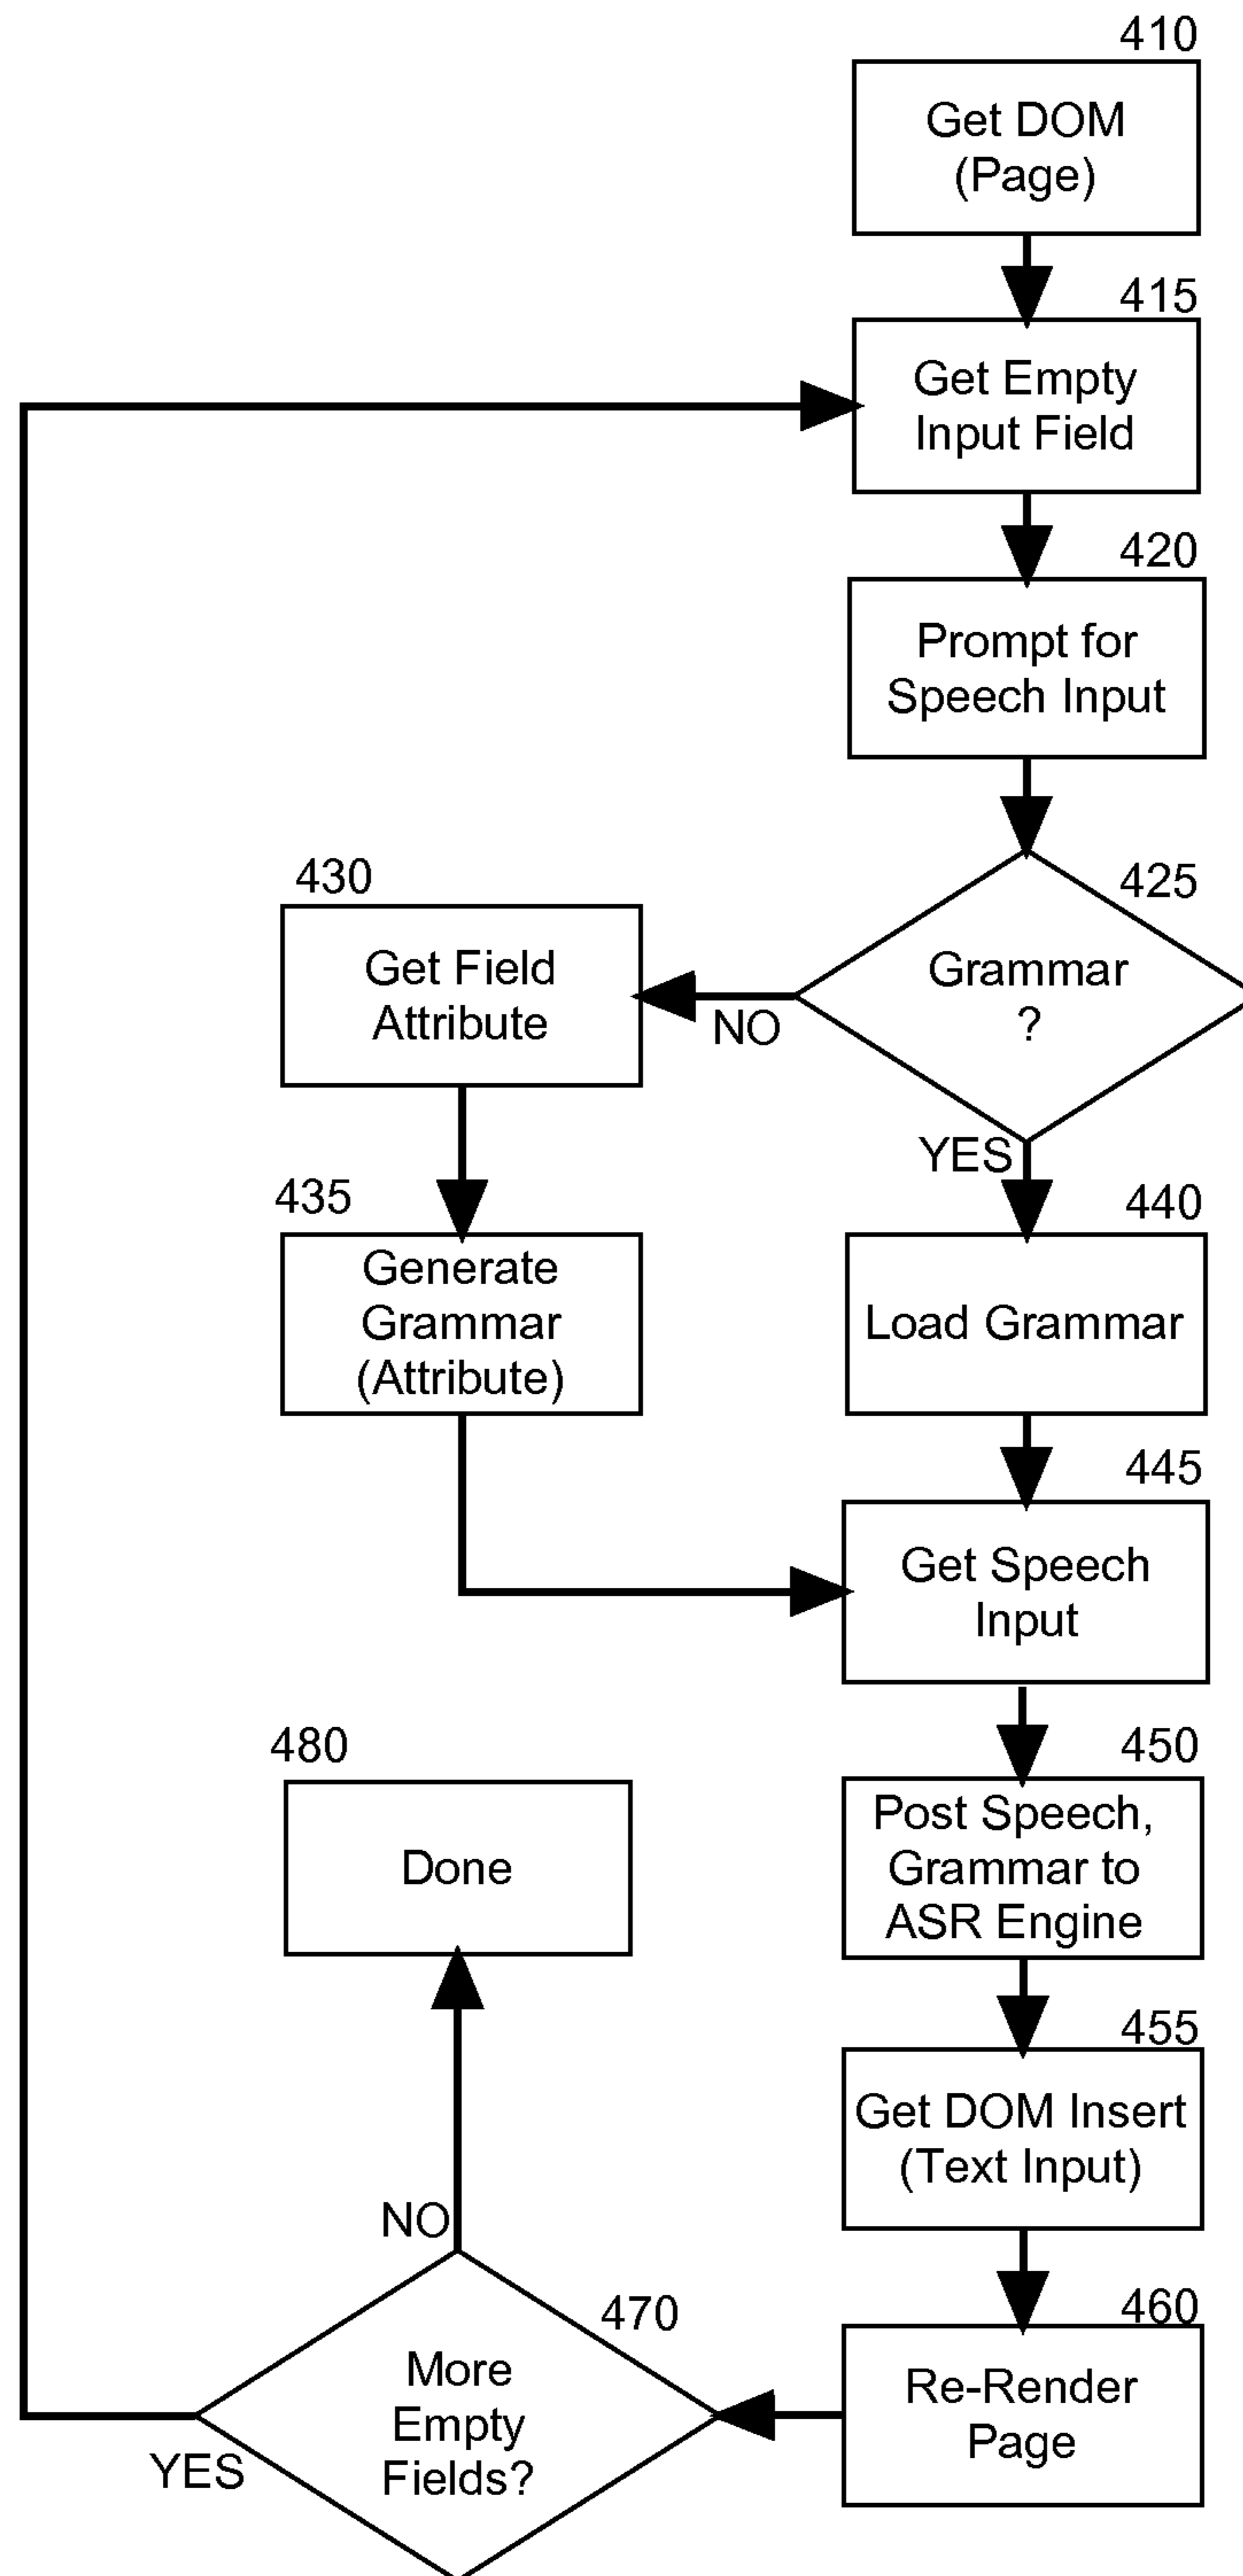 410
Get DOM
(Page)
415
Get Empty
Input Field
420
Prompt for
Speech Input
425
Grammar
?
NO
YES
430
Get Field
Attribute
435
Generate
Grammar
(Attribute)
440
Load Grammar
445
Get Speech
Input
450
Post Speech,
Grammar to
ASR Engine
455
Get DOM Insert
(Text Input)
460
Re-Render
Page
470
More
Empty
Fields?
YES
NO
480
Done